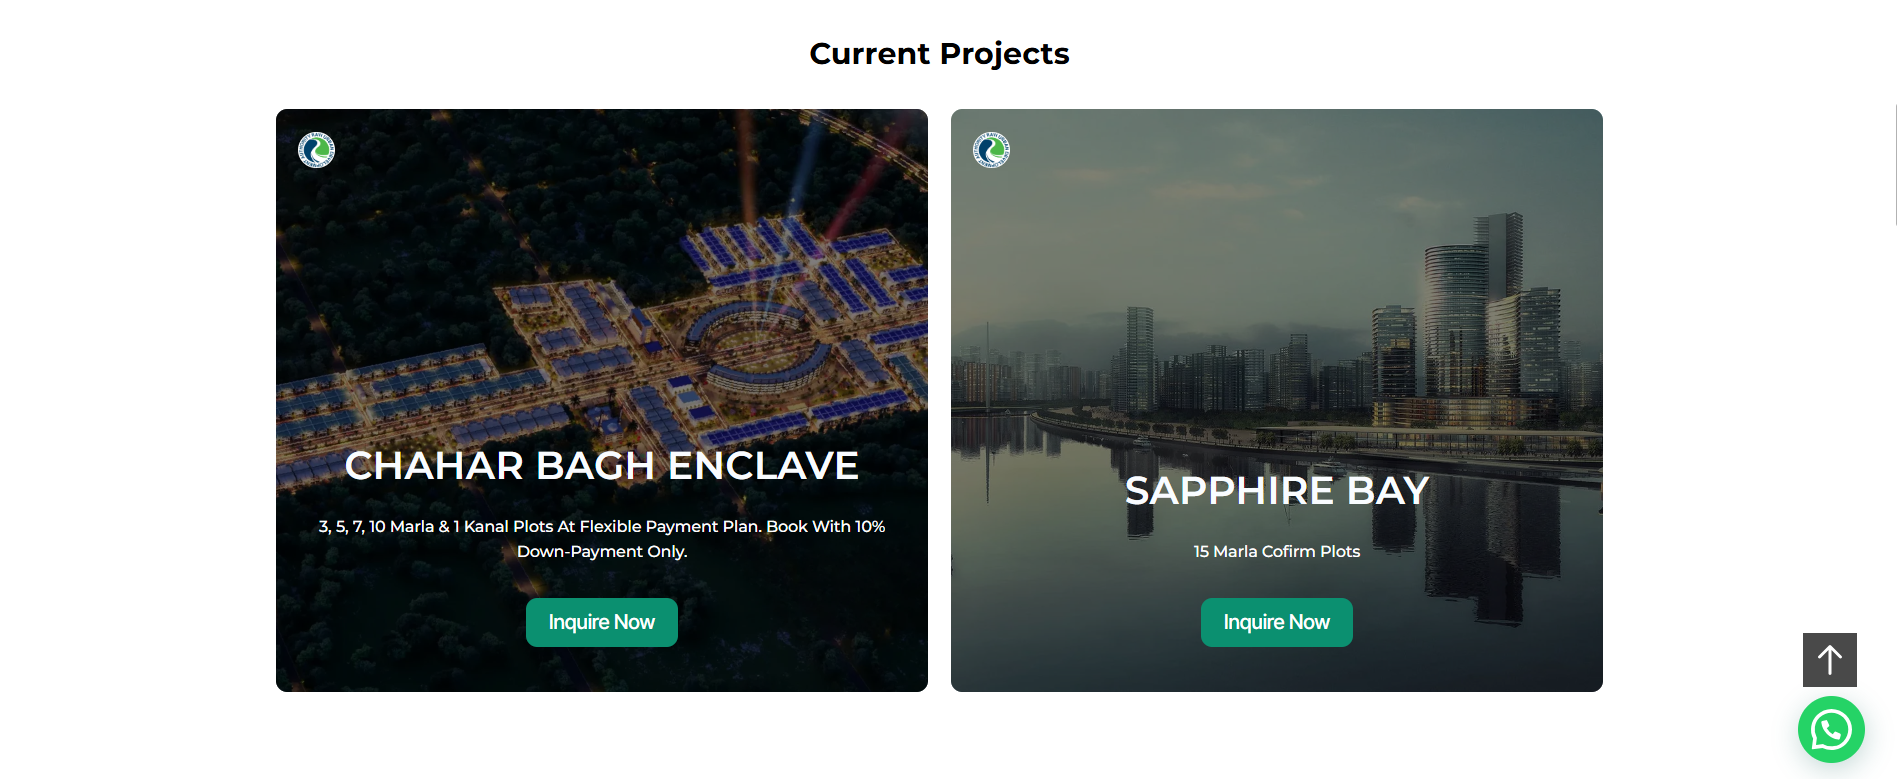 Current Projects
CHAHAR BAGH ENCLAVE
3, 5, 7, 10 Marla & 1 Kanal Plots At Flexible Payment Plan. Book With 10%
Down-Payment Only.
Inquire Now
SAPPHIRE BAY
15 Marla Cofirm Plots
Inquire Now